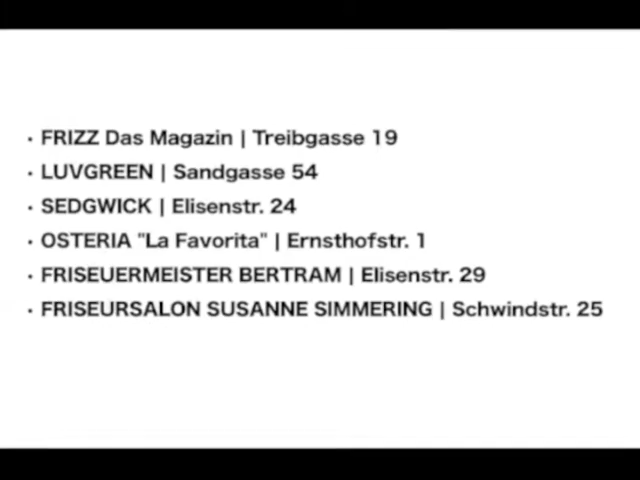 · FRIZZ Das Magazin | Treibgasse 19
· LUVGREEN | Sandgasse 54
· SEDGWICK | Elisenstr. 24
· OSTERIA "La Favorita" | Ernsthofstr. 1
· FRISEUERMEISTER BERTRAM | Elisenstr. 29
· FRISEURSALON SUSANNE SIMMERING | Schwindstr. 25